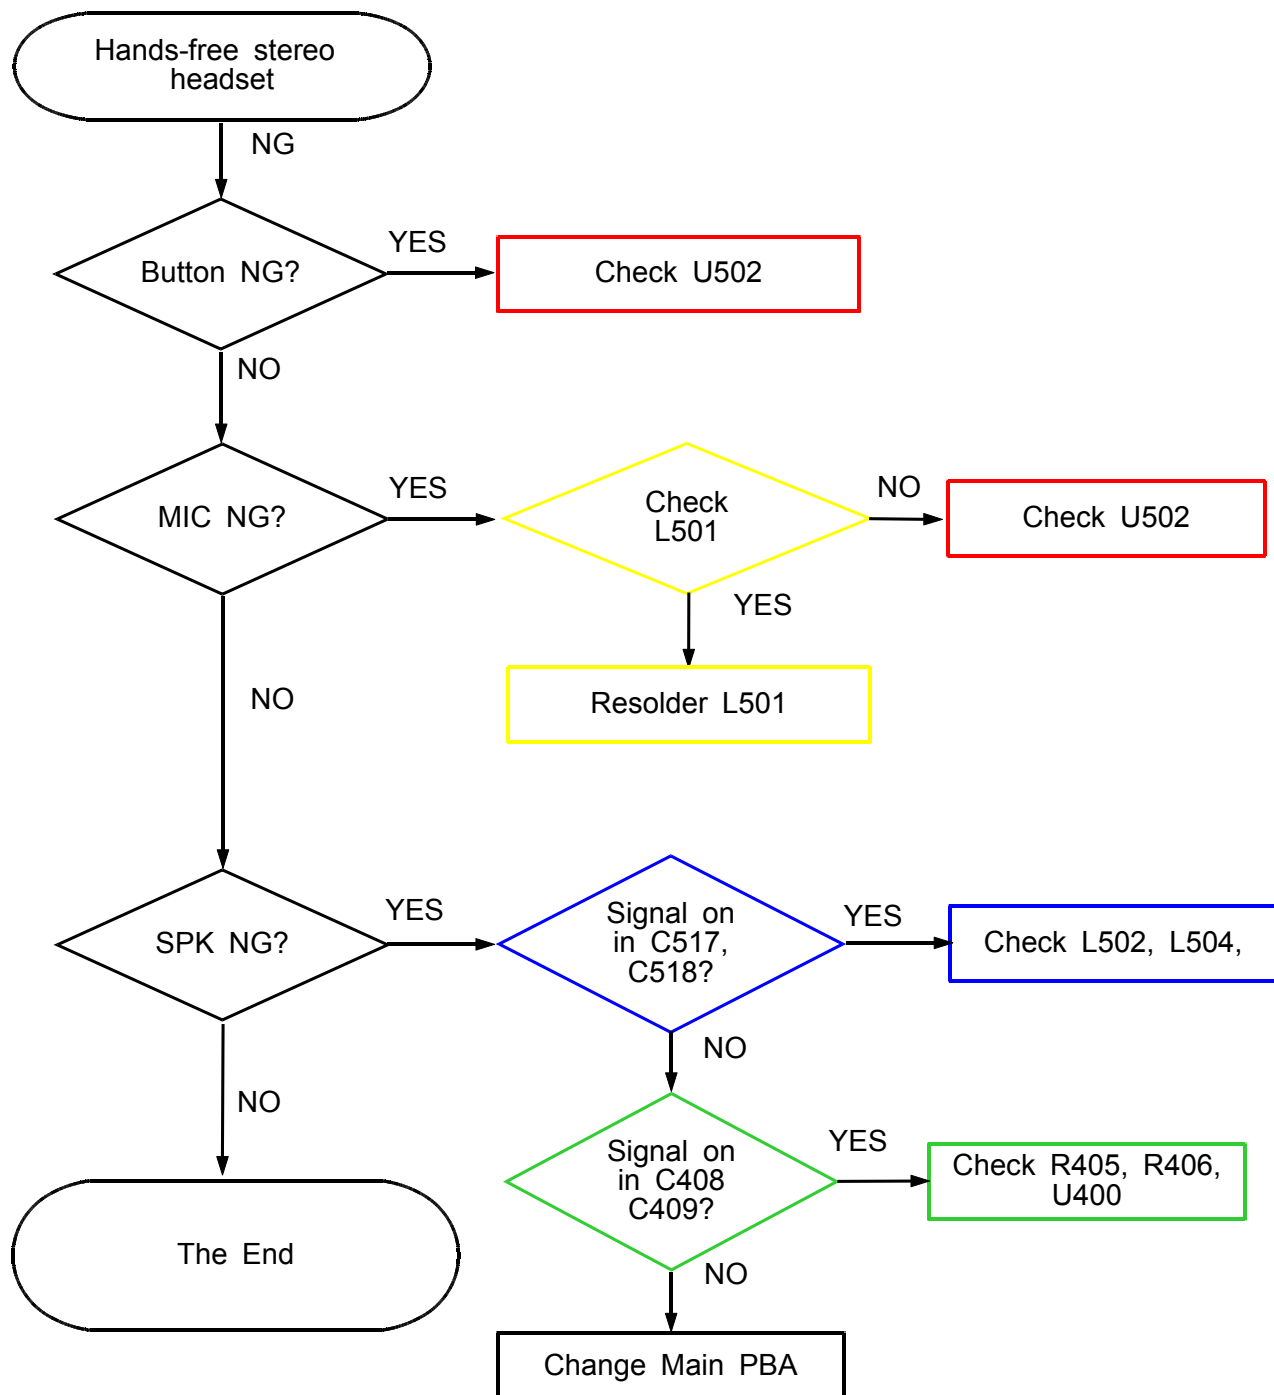 Hands-free stereo
headset
NG
Button NG?
YES
Check U502
NO
MIC NG?
YES
Check
L501
NO
Check U502
YES
Resolder L501
NO
SPK NG?
YES
Signal on
in C517,
C518?
YES
Check L502, L504,
NO
NO
Signal on
in C408
C409?
YES
Check R405, R406,
U400
The End
NO
Change Main PBA